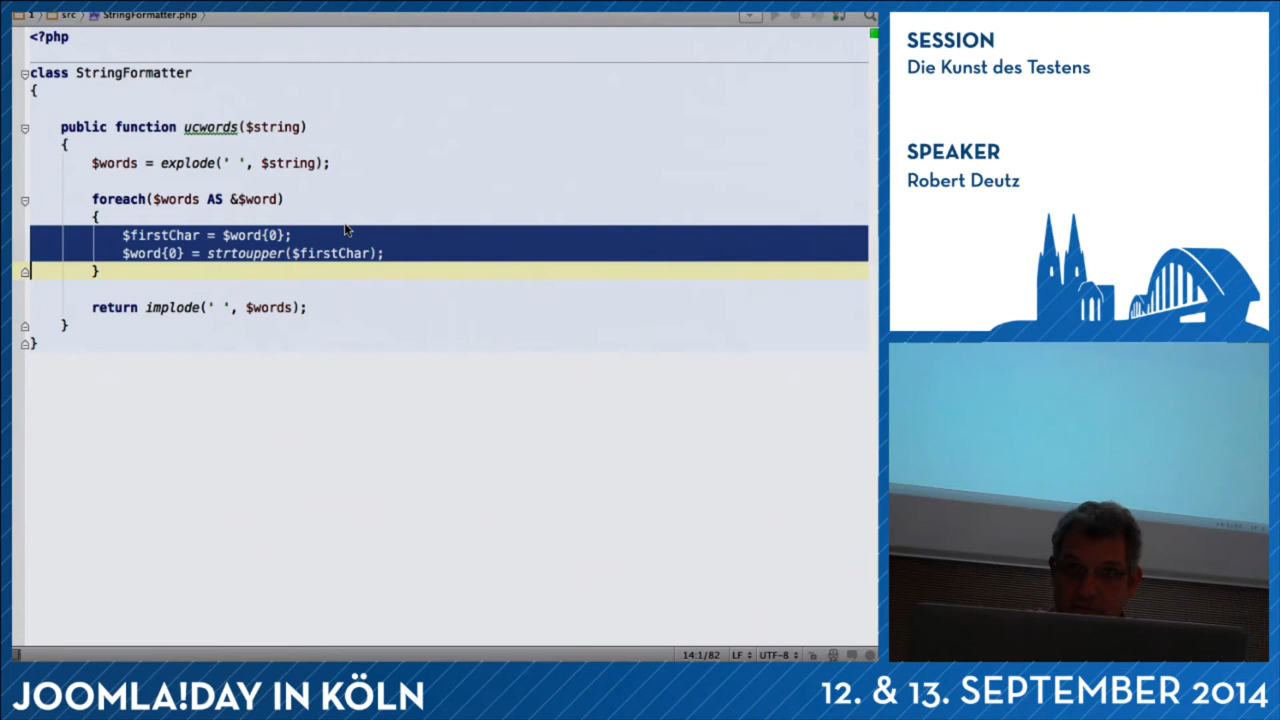 1 src StringFormatter.php
<?php
class StringFormatter
{
public function ucwords($string)
{
$words = explode(' ', $string);
foreach($words AS &$word)
{
$firstChar = $word{0};
$word{0} = strtoupper($firstChar);
}
return implode(' ', $words);
}
}
14:1/82 LF UTF-8
SESSION
Die Kunst des Testens
SPEAKER
Robert Deutz
JOOMLA!DAY IN KÖLN
12. & 13. SEPTEMBER 2014